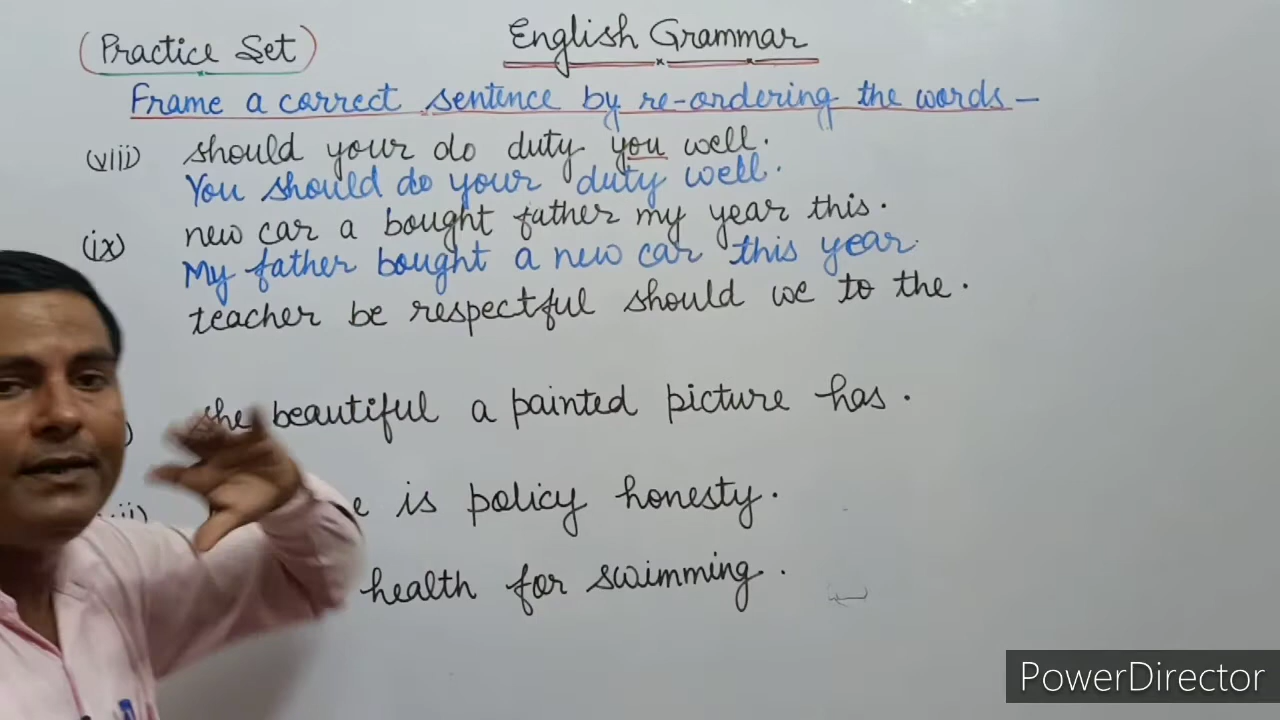 (Practice Set)
English Grammar
Frame a correct sentence by re-ordering the words -
(viii) should your do duty you well.
You should do your duty well.
(ix) new car a bought father my year this.
My father bought a new car this year.
teacher be respectful should we to the.
she beautiful a painted picture has.
is policy honesty.
health for swimming.
PowerDirector